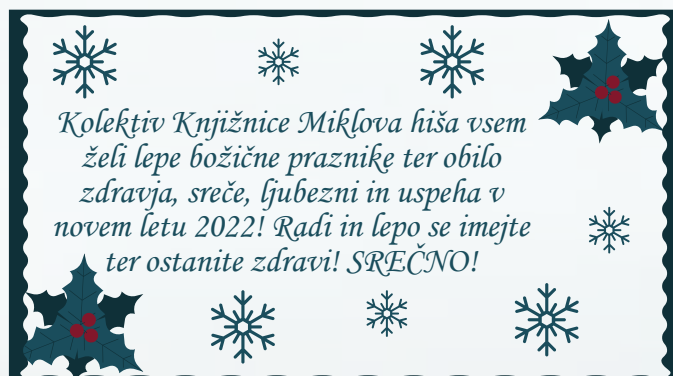 Kolektiv Knjižnice Miklova hiša vsem
želi lepe božične praznike ter obilo
zdravja, sreče, ljubezni in uspeha v
novem letu 2022! Radi in lepo se imejte
ter ostanite zdravi! SREČNO!